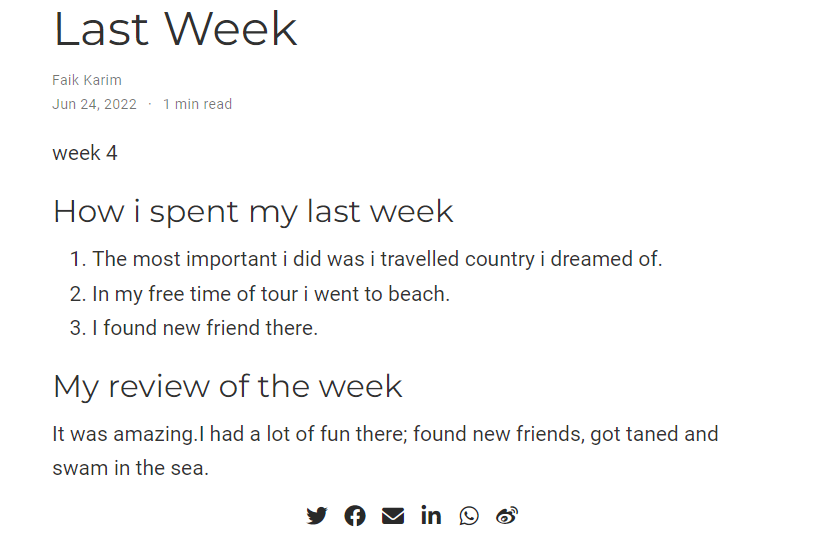 Last Week
Faik Karim
Jun 24, 2022 · 1 min read
week 4
How i spent my last week
1. The most important i did was i travelled country i dreamed of.
2. In my free time of tour i went to beach.
3. I found new friend there.
My review of the week
It was amazing.I had a lot of fun there; found new friends, got taned and
swam in the sea.